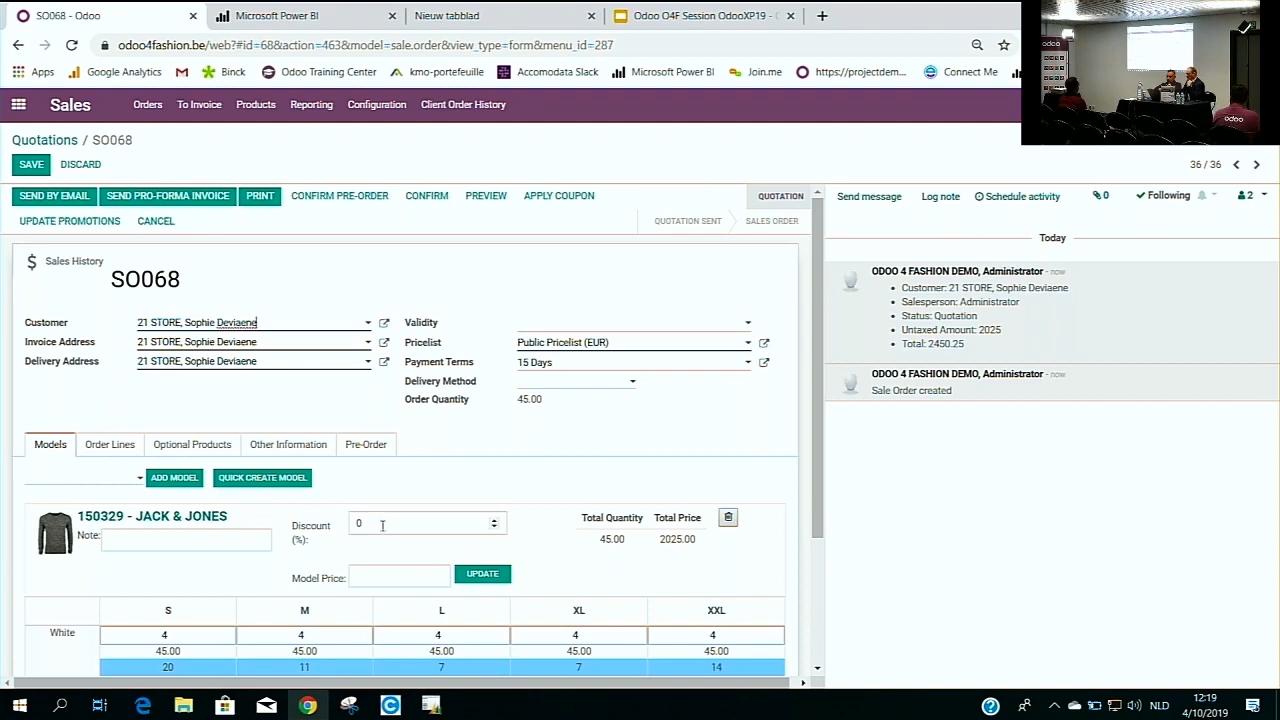 SO068 - Odoo
Microsoft Power BI
Nieuw tabblad
Odoo O4F Session OdooXP19 -
odoo4fashion.be/web?#id=68&action=463&model=sale.order&view_type=form&menu_id=287
Apps
Google Analytics
Binck
Odoo Training Center
kmo-portefeuille
Accomodata Slack
Microsoft Power BI
Join.me
https://projectdem...
Connect Me
Sales
Orders
To Invoice
Products
Reporting
Configuration
Client Order History
odoo
odoo
Quotations / SO068
SAVE
DISCARD
36 / 36
SEND BY EMAIL
SEND PRO-FORMA INVOICE
PRINT
CONFIRM PRE-ORDER
CONFIRM
PREVIEW
APPLY COUPON
QUOTATION
UPDATE PROMOTIONS
CANCEL
QUOTATION SENT
SALES ORDER
Send message
Log note
Schedule activity
0
Following
2
Today
$ Sales History
SO068
Customer
21 STORE, Sophie Deviaene
Invoice Address
21 STORE, Sophie Deviaene
Delivery Address
21 STORE, Sophie Deviaene
Validity
Pricelist
Public Pricelist (EUR)
Payment Terms
15 Days
Delivery Method
Order Quantity
45.00
ODOO 4 FASHION DEMO, Administrator - now
Customer: 21 STORE, Sophie Deviaene
Salesperson: Administrator
Status: Quotation
Untaxed Amount: 2025
Total: 2450.25
ODOO 4 FASHION DEMO, Administrator - now
Sale Order created
Models
Order Lines
Optional Products
Other Information
Pre-Order
ADD MODEL
QUICK CREATE MODEL
150329 - JACK & JONES
Note:
Discount
(%):
0
Total Quantity
Total Price
45.00
2025.00
Model Price:
UPDATE
S
M
L
XL
XXL
White
4
4
4
4
4
45.00
45.00
45.00
45.00
45.00
20
11
7
7
14
NLD
12:19
4/10/2019